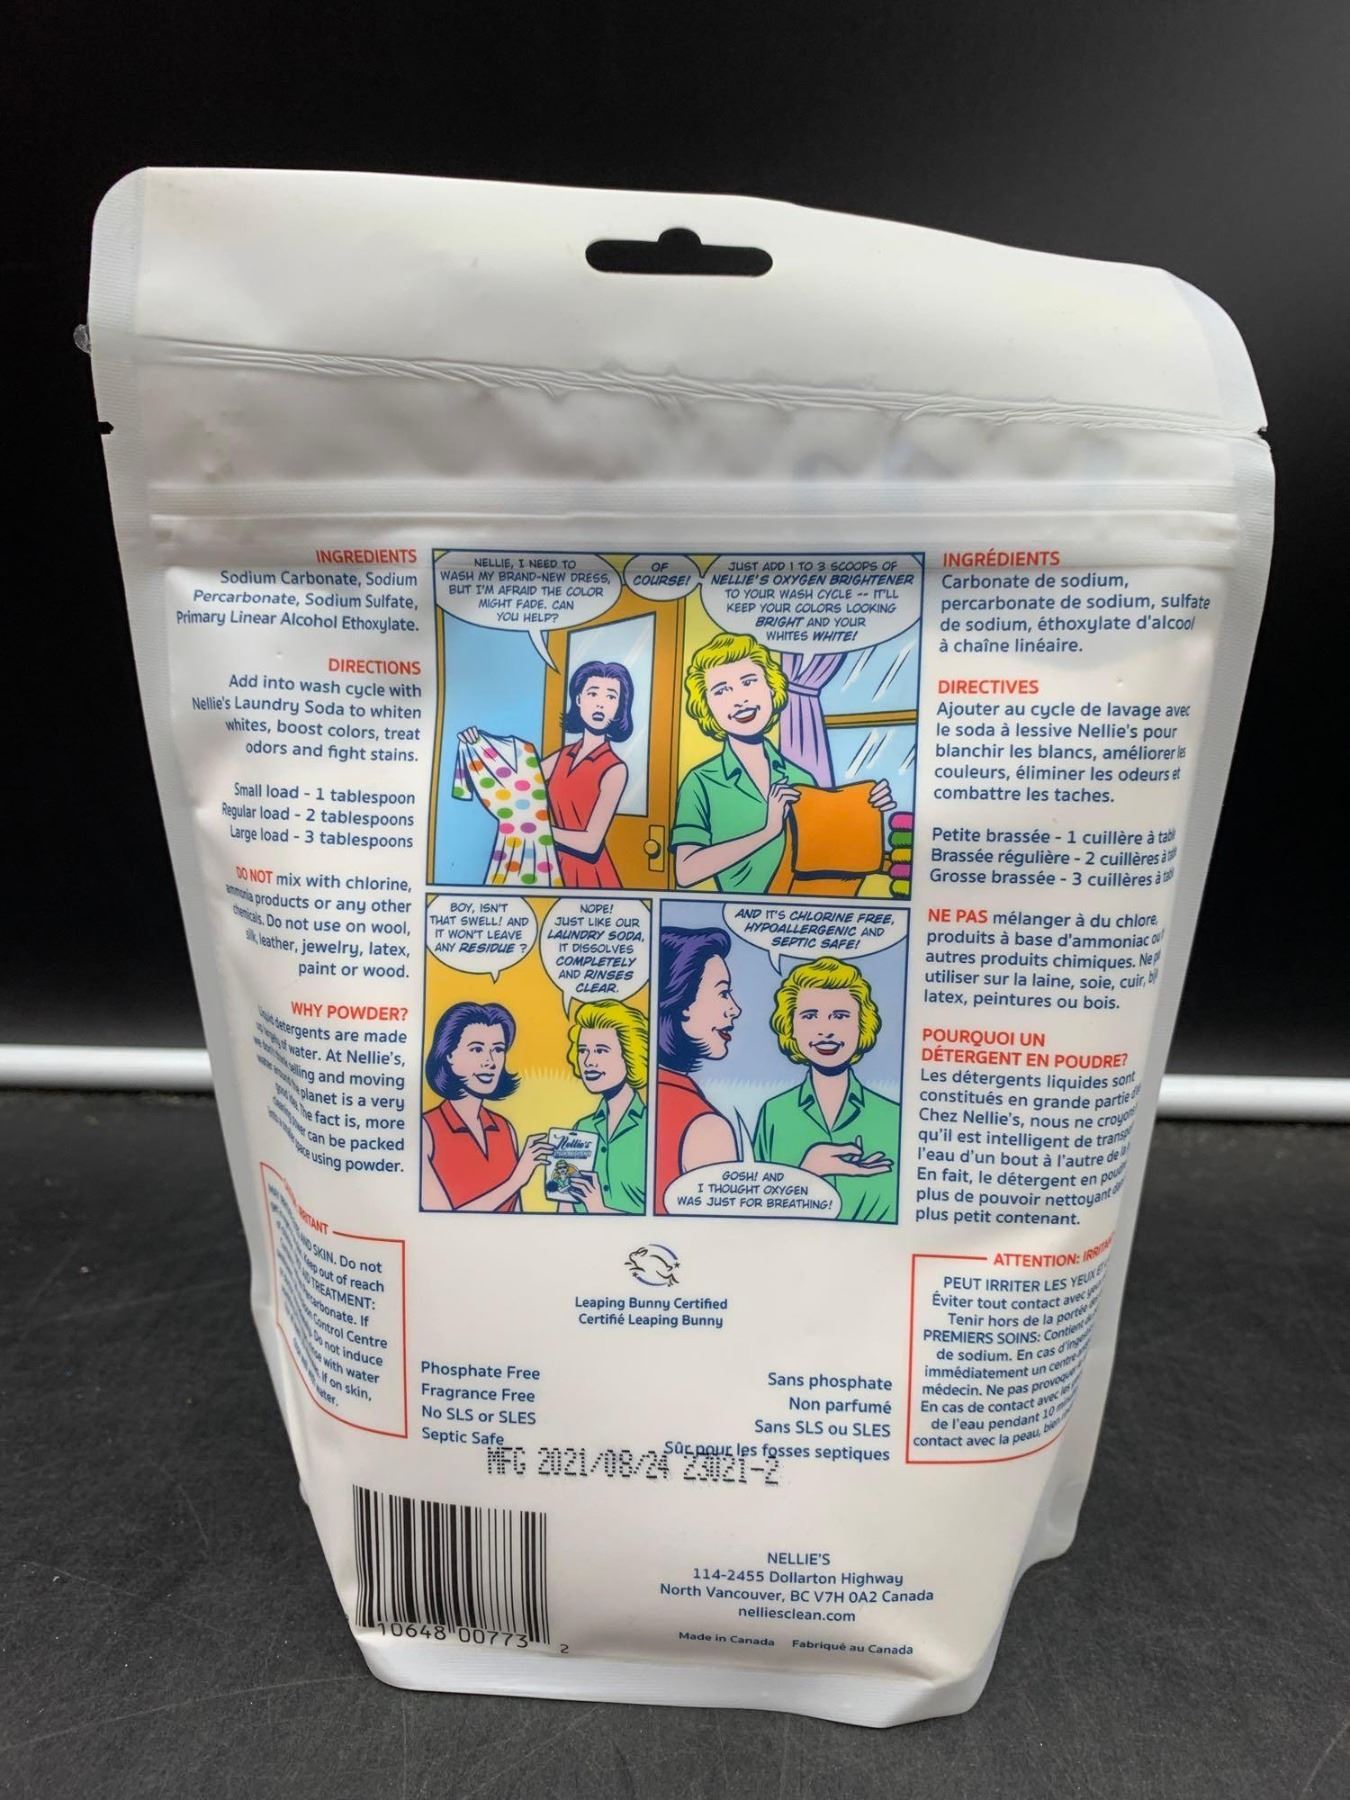 INGREDIENTS
Sodium Carbonate, Sodium
Percarbonate, Sodium Sulfate,
Primary Linear Alcohol Ethoxylate.
DIRECTIONS
Add into wash cycle with
Nellie's Laundry Soda to whiten
whites, boost colors, treat
odors and fight stains.
Small load - 1 tablespoon
Regular load - 2 tablespoons
Large load - 3 tablespoons
DO NOT mix with chlorine,
ammonia products or any other
chemicals. Do not use on wool,
silk, leather, jewelry, latex,
paint or wood.
WHY POWDER?
Liquid detergents are made
up largely of water. At Nellie's,
we don't think selling and moving
water around the planet is a very
good idea. The fact is, more
cleaning power can be packed
into a smaller space using powder.
IRRITANT
AND SKIN. Do not
Keep out of reach
TREATMENT:
If
Control Centre
Do not induce
with water
If on skin,
water.
NELLIE, I NEED TO
WASH MY BRAND-NEW DRESS,
BUT I'M AFRAID THE COLOR
MIGHT FADE. CAN
YOU HELP?
OF
COURSE!
JUST ADD 1 TO 3 SCOOPS OF
NELLIE'S OXYGEN BRIGHTENER
TO YOUR WASH CYCLE -- IT'LL
KEEP YOUR COLORS LOOKING
BRIGHT AND YOUR
WHITES WHITE!
BOY, ISN'T
THAT SWELL! AND
IT WON'T LEAVE
ANY RESIDUE ?
NOPE!
JUST LIKE OUR
LAUNDRY SODA,
IT DISSOLVES
COMPLETELY
AND RINSES
CLEAR.
Nellie's
AND IT'S CHLORINE FREE,
HYPOALLERGENIC AND
SEPTIC SAFE!
GOSH! AND
I THOUGHT OXYGEN
WAS JUST FOR BREATHING!
INGRÉDIENTS
Carbonate de sodium,
percarbonate de sodium, sulfate
de sodium, éthoxylate d'alcool
à chaîne linéaire.
DIRECTIVES
Ajouter au cycle de lavage avec
le soda à lessive Nellie's pour
blanchir les blancs, améliorer les
couleurs, éliminer les odeurs et
combattre les taches.
Petite brassée - 1 cuillère à
Brassée régulière - 2 cuillères à
Grosse brassée - 3 cuillères à
NE PAS mélanger à du chlore,
produits à base d'ammoniac ou
autres produits chimiques. Ne
utiliser sur la laine, soie, cuir,
latex, peintures ou bois.
POURQUOI UN
DÉTERGENT EN POUDRE?
Les détergents liquides sont
constitués en grande partie
Chez Nellie's, nous ne
qu'il est intelligent de
l'eau d'un bout à l'autre de
En fait, le détergent en
plus de pouvoir nettoyant
plus petit contenant.
ATTENTION:
PEUT IRRITER LES YEUX
Éviter tout contact avec
Tenir hors de la portée
PREMIERS SOINS: Contient
de sodium. En cas
immédiatement un centre
médecin. Ne pas provoquer
En cas de contact avec
de l'eau pendant 10
contact avec la peau,
Leaping Bunny Certified
Certifié Leaping Bunny
Phosphate Free
Fragrance Free
No SLS or SLES
Septic Safe
Sans phosphate
Non parfumé
Sans SLS ou SLES
Sûr pour les fosses septiques
MFG 2021/08/24 23021-2
10648 00773 2
NELLIE'S
114-2455 Dollarton Highway
North Vancouver, BC V7H 0A2 Canada
nelliesclean.com
Made in Canada Fabriqué au Canada